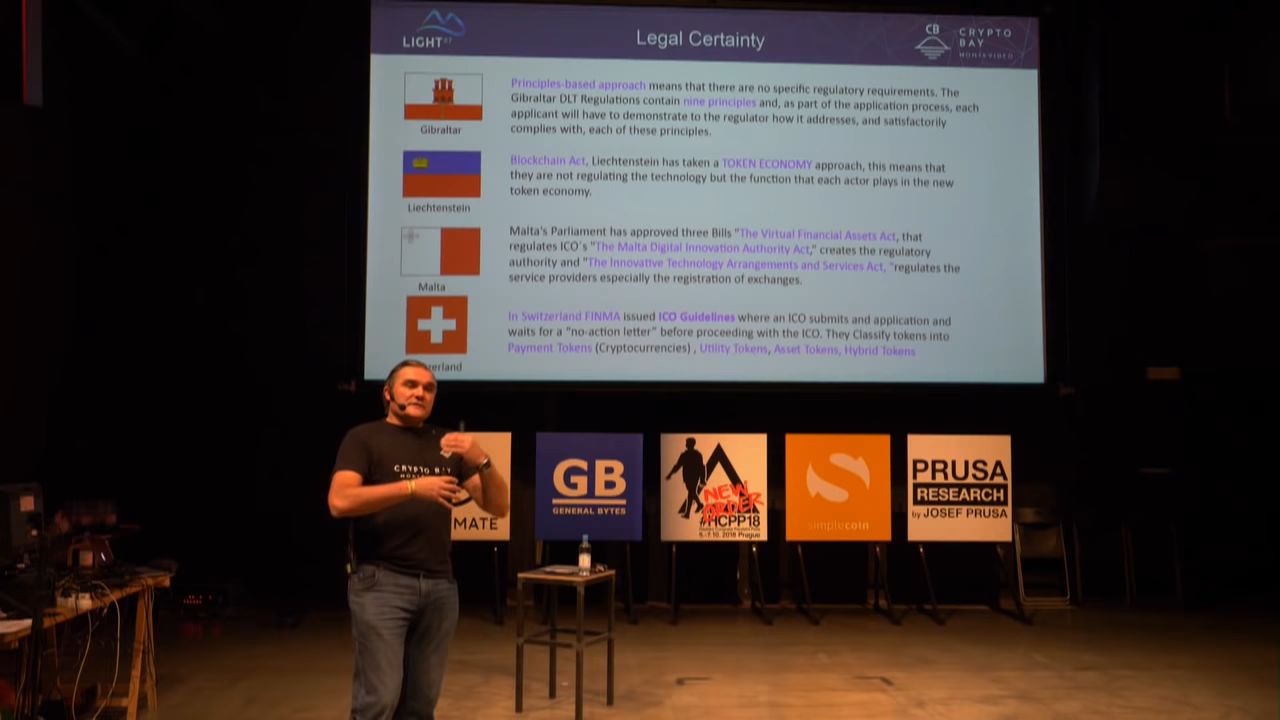 LIGHT
Legal Certainty
CB
CRYPTO
BAY
MONTEVIDEO
Principles-based approach means that there are no specific regulatory requirements. The
Gibraltar DLT Regulations contain nine principles and, as part of the application process, each
applicant will have to demonstrate to the regulator how it addresses, and satisfactorily
complies with, each of these principles.
Gibraltar
Blockchain Act, Liechtenstein has taken a TOKEN ECONOMY approach, this means that
they are not regulating the technology but the function that each actor plays in the new
token economy.
Liechtenstein
Malta's Parliament has approved three Bills "The Virtual Financial Assets Act, that
regulates ICO´s "The Malta Digital Innovation Authority Act," creates the regulatory
authority and "The Innovative Technology Arrangements and Services Act, "regulates the
service providers especially the registration of exchanges.
Malta
In Switzerland FINMA issued ICO Guidelines where an ICO submits and application and
waits for a "no-action letter" before proceeding with the ICO. They Classify tokens into
Payment Tokens (Cryptocurrencies) , Utility Tokens, Asset Tokens, Hybrid Tokens
zerland
CRYPTO BAY
MATE
GB
GENERAL BYTES
NEW
ORDER
#HCPP18
5.-7.10. 2018 Prague
simplecoin
PRUSA
RESEARCH
by JOSEF PRUSA